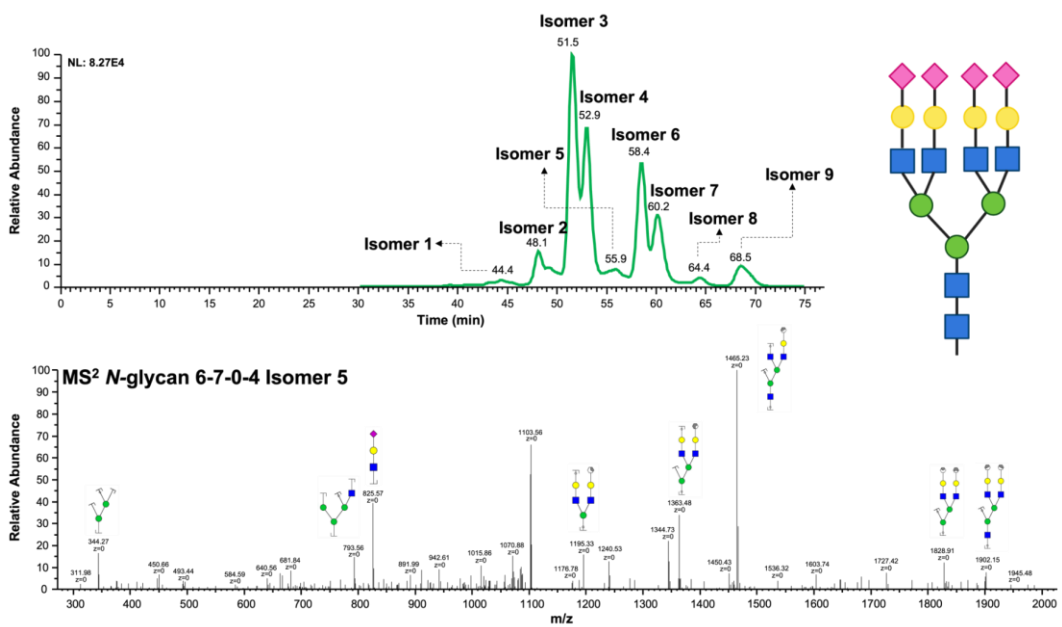 Isomer 3
51.5
NL: 8.27E4
Isomer 4
52.9
Isomer 5
Isomer 6
58.4
Isomer 7
60.2
Isomer 9
Isomer 2
48.1
Isomer 8
Isomer 1
44.4
55.9
64.4
68.5
Relative Abundance
100
90
80
70
60
50
40
30
20
10
0
0 5 10 15 20 25 30 35 40 45 50 55 60 65 70 75
Time (min)
MS² N-glycan 6-7-0-4 Isomer 5
Relative Abundance
100
90
80
70
60
50
40
30
20
10
0
311.98
z=0
344.27
z=0
450.66
z=0
493.44
z=0
584.59
z=0
640.56
z=0
681.84
z=0
793.56
z=0
825.57
z=0
891.99
z=0
942.61
z=0
1015.86
z=0
1070.88
z=0
1103.56
z=0
1176.78
z=0
1195.33
z=0
1240.53
z=0
1344.73
z=0
1363.48
z=0
1450.43
z=0
1465.23
z=0
1536.32
z=0
1603.74
z=0
1727.42
z=0
1828.91
z=0
1902.15
z=0
1945.48
z=0
300 400 500 600 700 800 900 1000 1100 1200 1300 1400 1500 1600 1700 1800 1900 2000
m/z